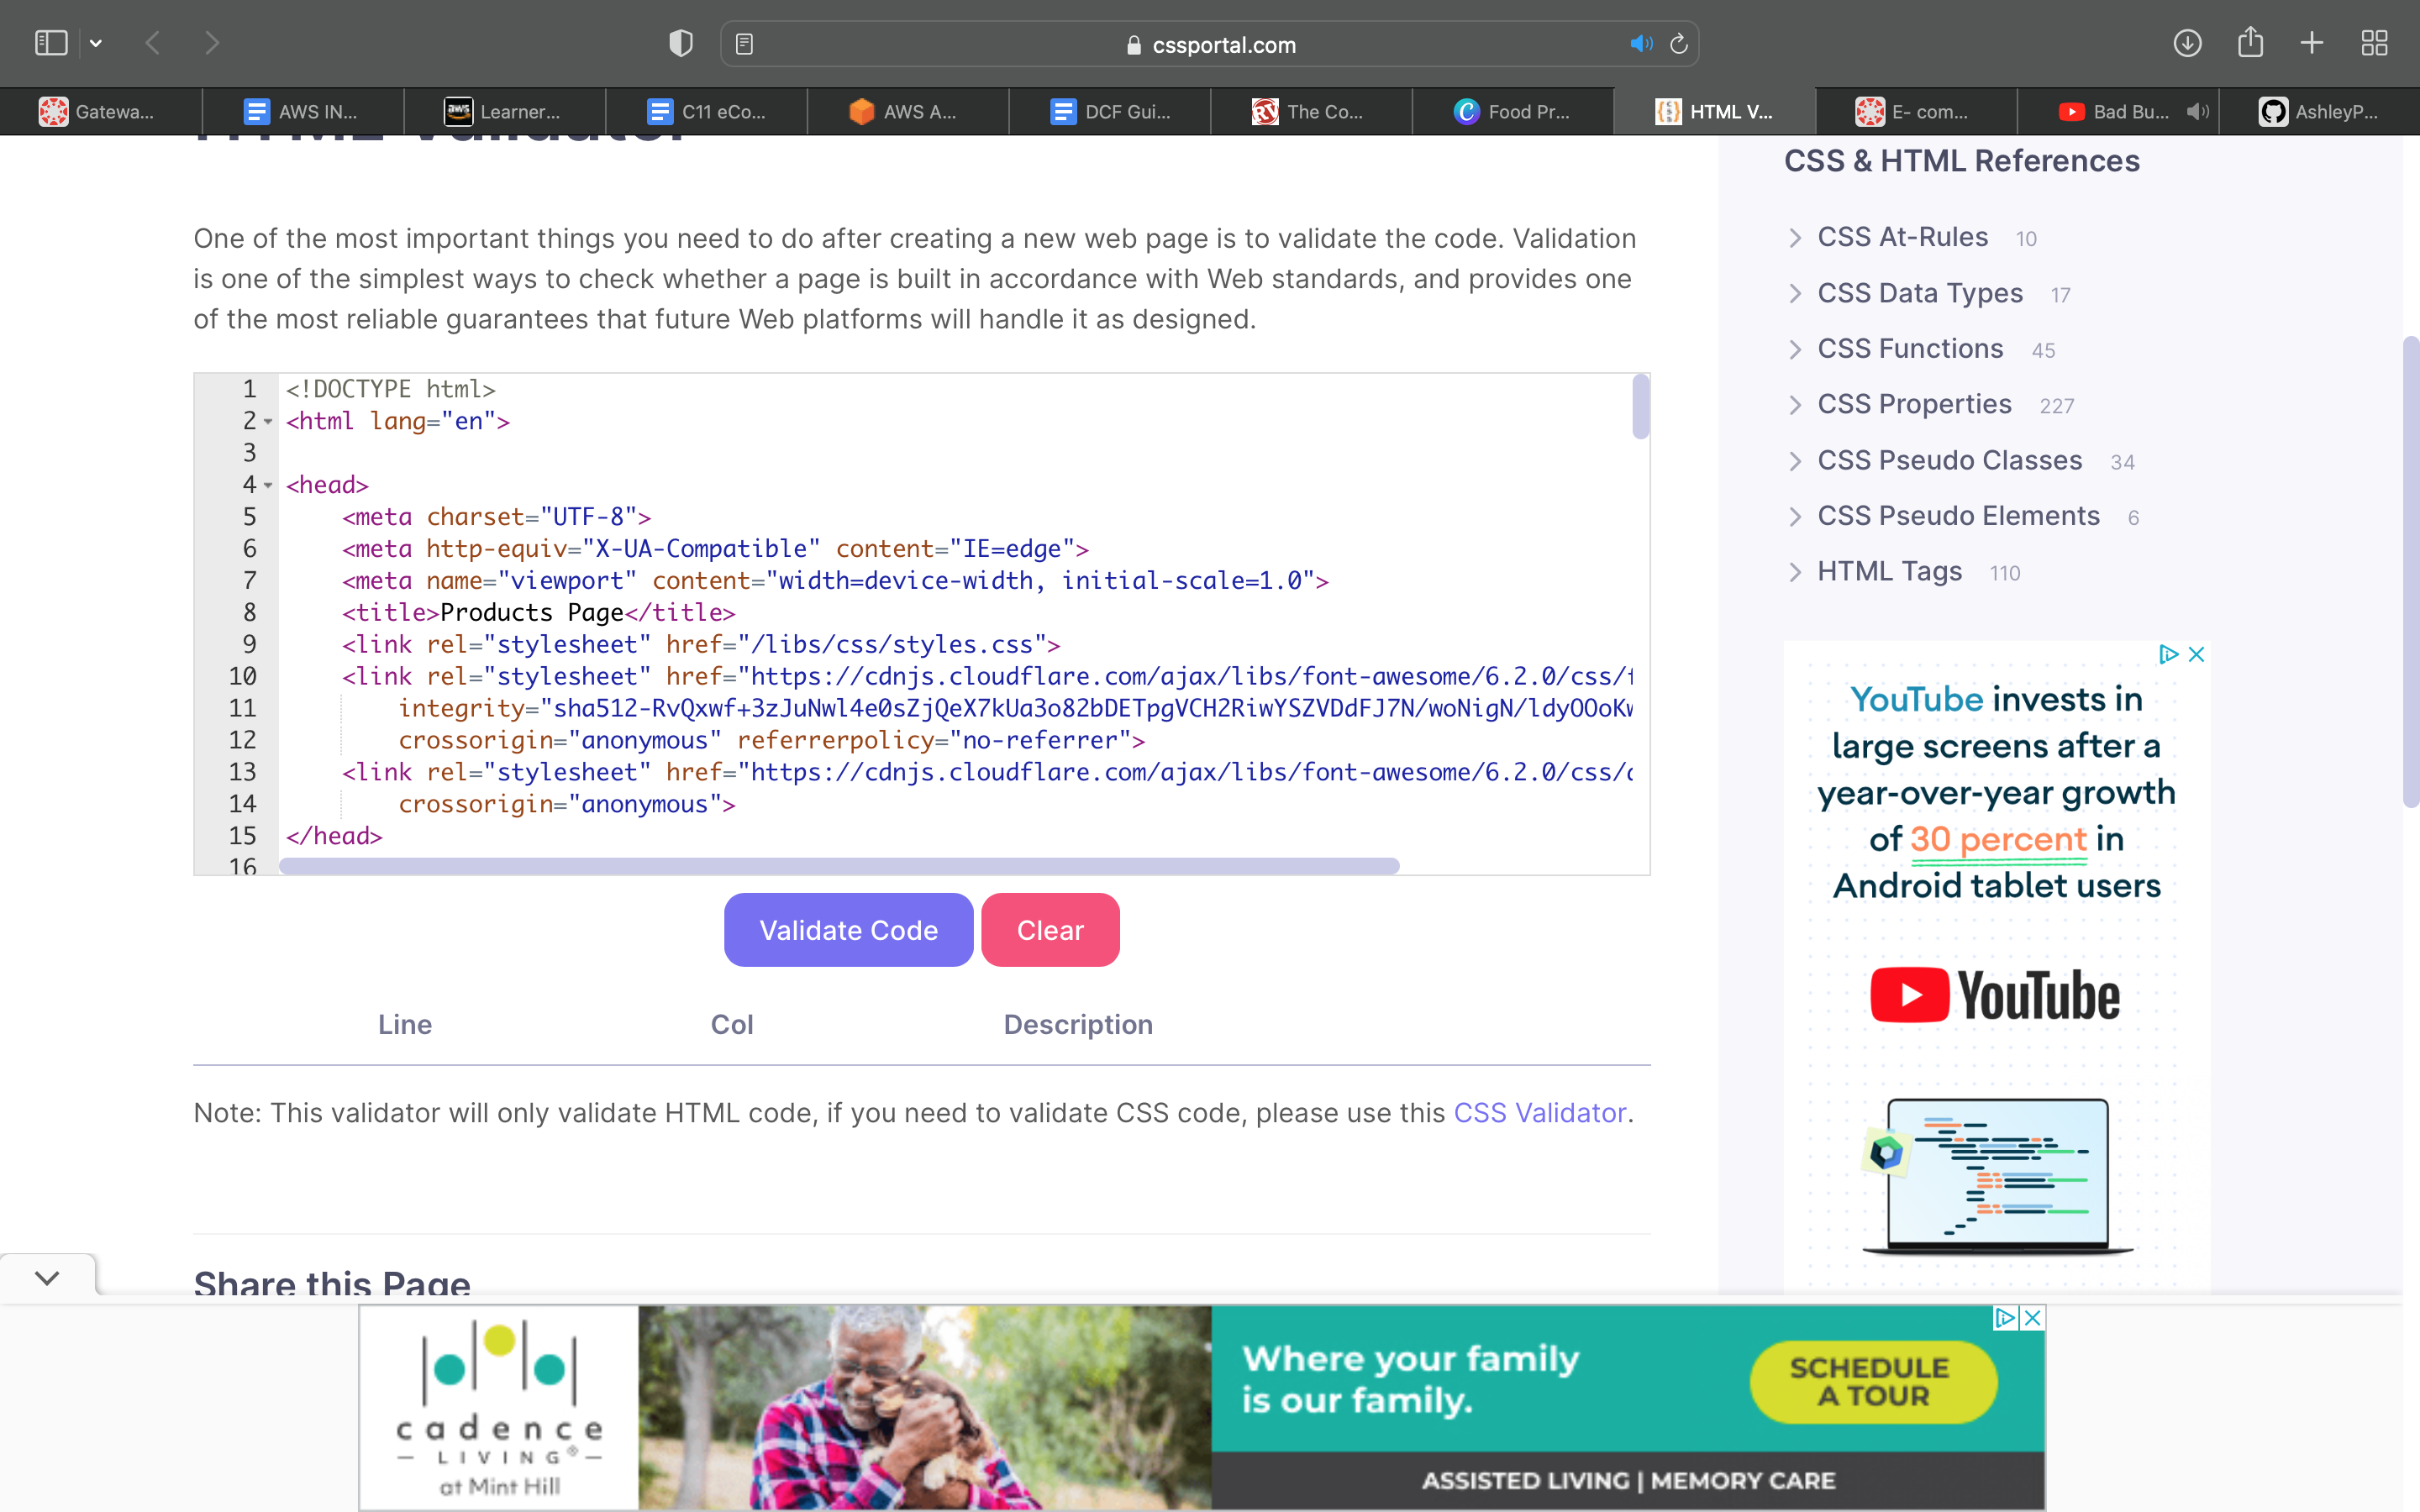 cssportal.com
Gatewa...
AWS IN...
aws
Learner...
C11 eCo...
AWS A...
DCF Gui...
RV
The Co...
C
Food Pr...
HTML V...
E- com...
Bad Bu...
AshleyP...
HTML Validator
One of the most important things you need to do after creating a new web page is to validate the code. Validation
is one of the simplest ways to check whether a page is built in accordance with Web standards, and provides one
of the most reliable guarantees that future Web platforms will handle it as designed.
1 <!DOCTYPE html>
2 <html lang="en">
3
4 <head>
5 <meta charset="UTF-8">
6 <meta http-equiv="X-UA-Compatible" content="IE=edge">
7 <meta name="viewport" content="width=device-width, initial-scale=1.0">
8 <title>Products Page</title>
9 <link rel="stylesheet" href="/libs/css/styles.css">
10 <link rel="stylesheet" href="https://cdnjs.cloudflare.com/ajax/libs/font-awesome/6.2.0/css/f
11 integrity="sha512-RvQxwf+3zJuNwl4e0sZjQeX7kUa3o82bDETpgVCH2RiwYSZVDdFJ7N/woNigN/ldyOOoKw
12 crossorigin="anonymous" referrerpolicy="no-referrer">
13 <link rel="stylesheet" href="https://cdnjs.cloudflare.com/ajax/libs/font-awesome/6.2.0/css/
14 crossorigin="anonymous">
15 </head>
16
Validate Code
Clear
Line Col Description
Note: This validator will only validate HTML code, if you need to validate CSS code, please use this CSS Validator.
Share this Page
CSS & HTML References
CSS At-Rules 10
CSS Data Types 17
CSS Functions 45
CSS Properties 227
CSS Pseudo Classes 34
CSS Pseudo Elements 6
HTML Tags 110
YouTube invests in
large screens after a
year-over-year growth
of 30 percent in
Android tablet users
YouTube
cadence
LIVING®
at Mint Hill
Where your family
is our family.
SCHEDULE
A TOUR
ASSISTED LIVING | MEMORY CARE